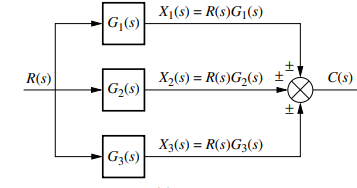 G₁(s) X₁(s) = R(s)G₁(s)
±
R(s) G₂(s) X₂(s) = R(s)G₂(s) ± C(s)
±
G₃(s) X₃(s) = R(s)G₃(s)